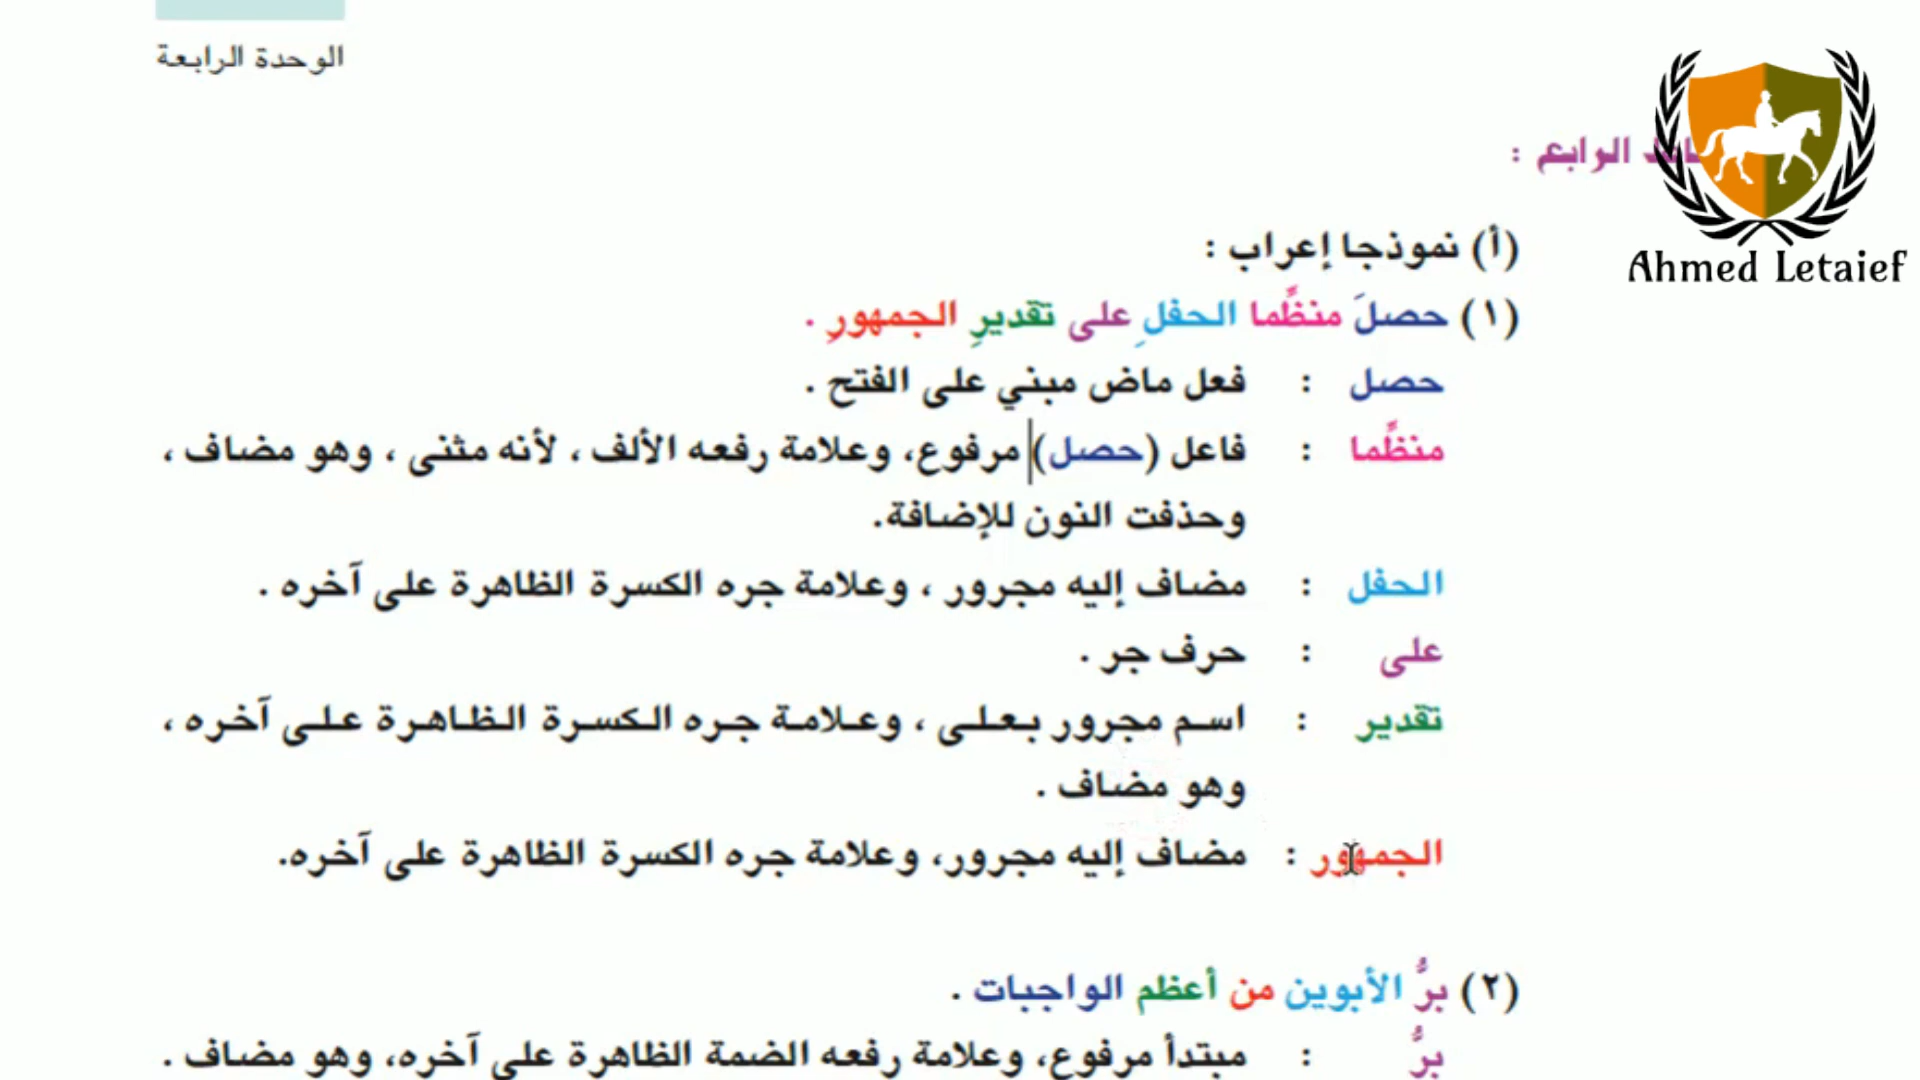 الوحدة الرابعة
الرابع :
Ahmed Letaief
(أ) نموذجا إعراب :
(١) حصلَ منظِّما الحفلِ على تقديرِ الجمهورِ .
حصل : فعل ماض مبني على الفتح .
منظِّما : فاعل (حصل) مرفوع، وعلامة رفعه الألف ، لأنه مثنى ، وهو مضاف ،
وحذفت النون للإضافة.
الحفل : مضاف إليه مجرور ، وعلامة جره الكسرة الظاهرة على آخره .
على : حرف جر .
تقدير : اسم مجرور بعلى ، وعلامة جره الكسرة الظاهرة على آخره ،
وهو مضاف .
الجمهور : مضاف إليه مجرور، وعلامة جره الكسرة الظاهرة على آخره.
(٢) برُّ الأبوين من أعظم الواجبات .
برُّ : مبتدأ مرفوع، وعلامة رفعه الضمة الظاهرة على آخره، وهو مضاف .